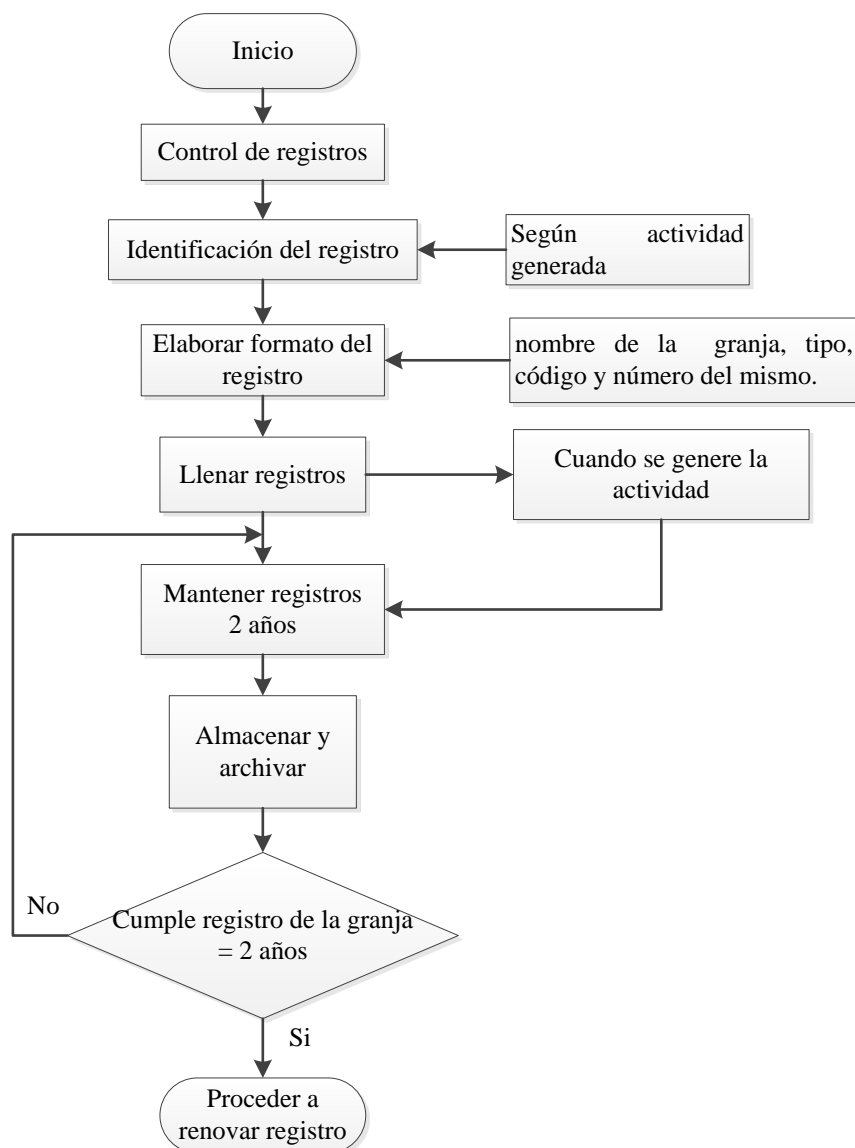 Inicio
Control de registros
Identificación del registro
Según actividad
generada
Elaborar formato del
registro
nombre de la granja, tipo,
código y número del mismo.
Llenar registros
Cuando se genere la
actividad
Mantener registros
2 años
Almacenar y
archivar
No
Cumple registro de la granja
= 2 años
Si
Proceder a
renovar registro